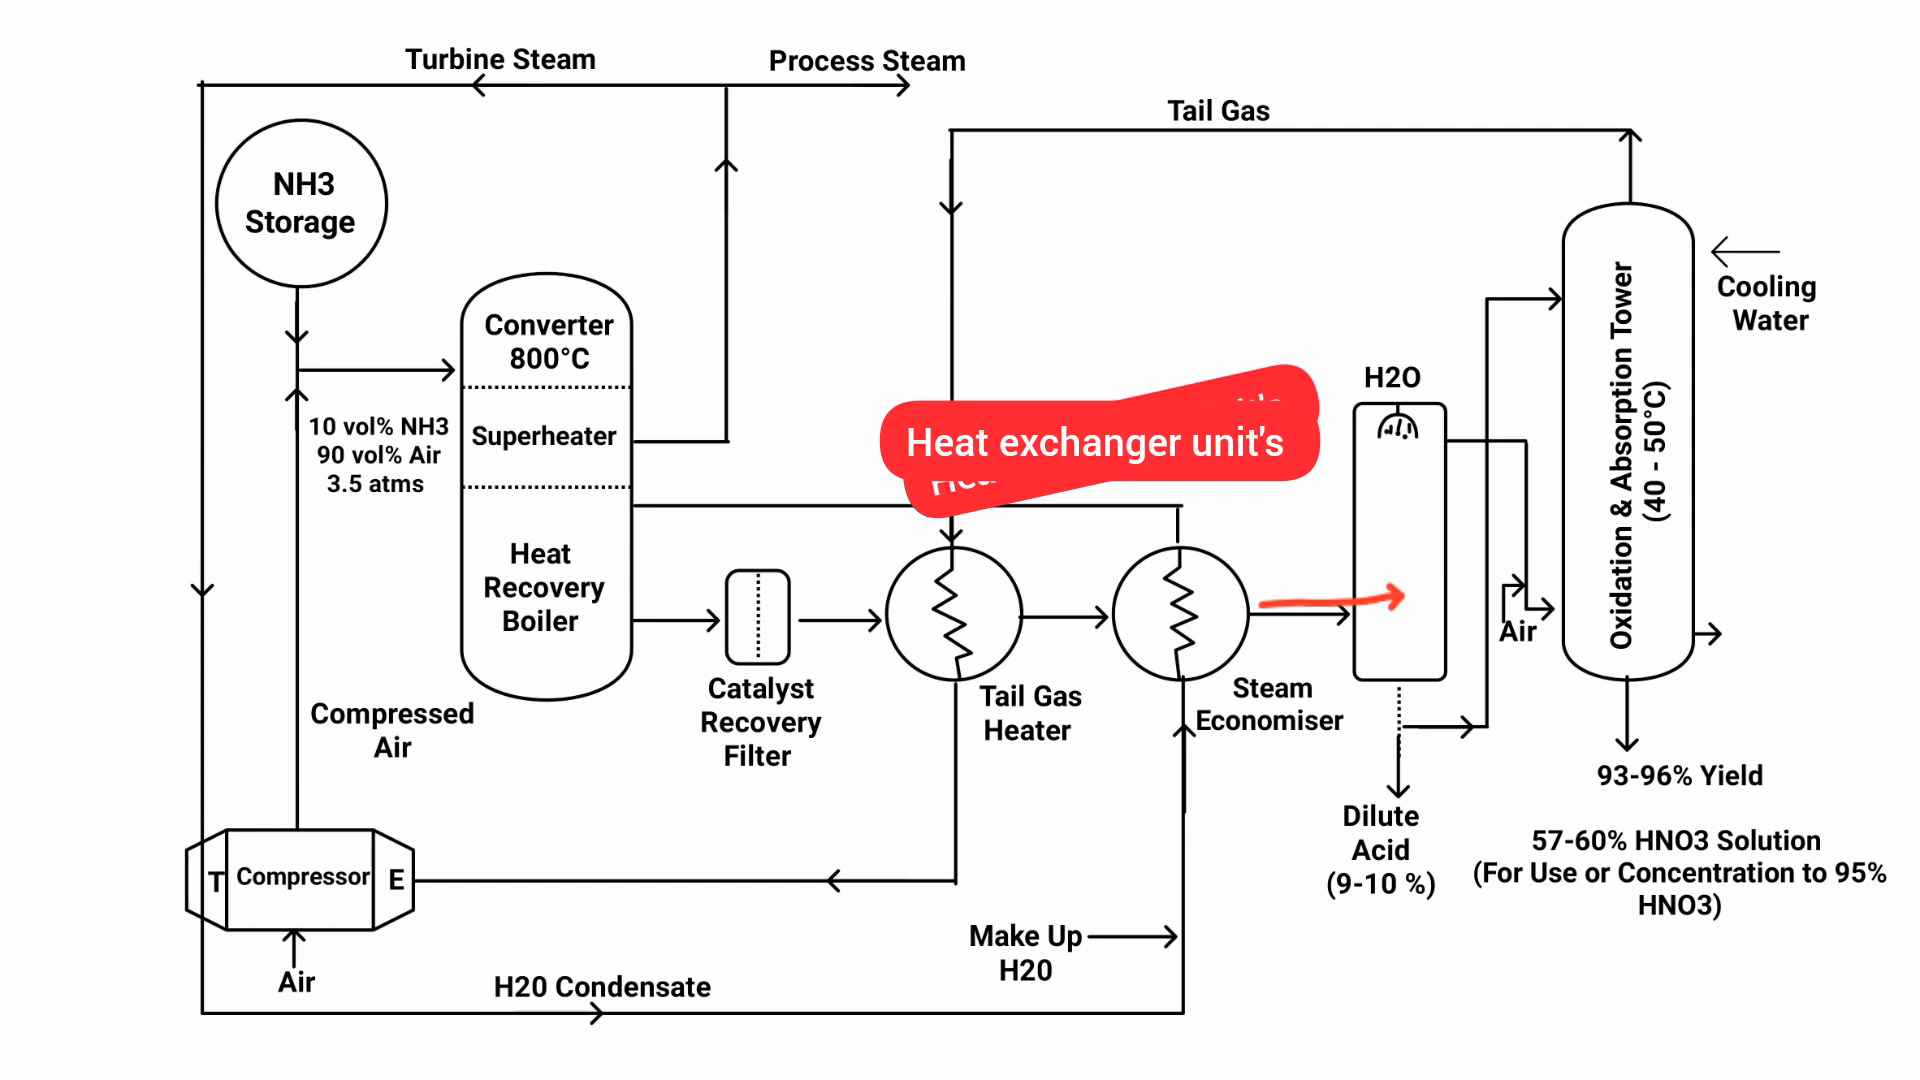 Turbine Steam
Process Steam
Tail Gas
NH3
Storage
Cooling
Water
Converter
800°C
Superheater
10 vol% NH3
90 vol% Air
3.5 atms
Heat exchanger unit's
H2O
Oxidation & Absorption Tower
(40 - 50°C)
Heat
Recovery
Boiler
Air
Catalyst
Recovery
Filter
Tail Gas
Heater
Steam
Economiser
Compressed
Air
93-96% Yield
Dilute
Acid
(9-10 %)
57-60% HNO3 Solution
(For Use or Concentration to 95%
HNO3)
T
Compressor
E
Make Up
H20
Air
H20 Condensate